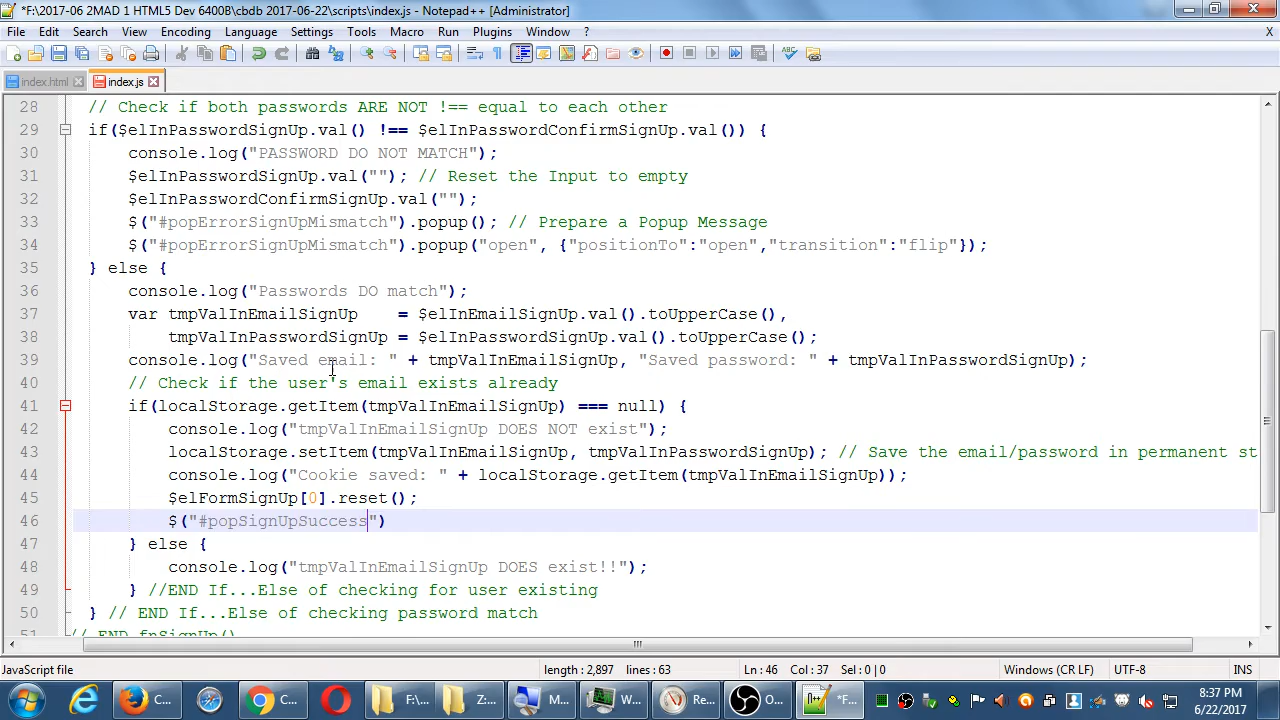 *F:\2017-06 2MAD 1 HTML5 Dev 6400B\cbdb 2017-06-22\scripts\index.js - Notepad++ [Administrator]
File Edit Search View Encoding Language Settings Tools Macro Run Plugins Window ? X
index.html index.js
28 // Check if both passwords ARE NOT !== equal to each other
29 if($elInPasswordSignUp.val() !== $elInPasswordConfirmSignUp.val()) {
30 console.log("PASSWORD DO NOT MATCH");
31 $elInPasswordSignUp.val(""); // Reset the Input to empty
32 $elInPasswordConfirmSignUp.val("");
33 $("#popErrorSignUpMismatch").popup(); // Prepare a Popup Message
34 $("#popErrorSignUpMismatch").popup("open", {"positionTo":"open","transition":"flip"});
35 } else {
36 console.log("Passwords DO match");
37 var tmpValInEmailSignUp = $elInEmailSignUp.val().toUpperCase(),
38 tmpValInPasswordSignUp = $elInPasswordSignUp.val().toUpperCase();
39 console.log("Saved email: " + tmpValInEmailSignUp, "Saved password: " + tmpValInPasswordSignUp);
40 // Check if the user's email exists already
41 if(localStorage.getItem(tmpValInEmailSignUp) === null) {
42 console.log("tmpValInEmailSignUp DOES NOT exist");
43 localStorage.setItem(tmpValInEmailSignUp, tmpValInPasswordSignUp); // Save the email/password in permanent st
44 console.log("Cookie saved: " + localStorage.getItem(tmpValInEmailSignUp));
45 $elFormSignUp[0].reset();
46 $("#popSignUpSuccess")
47 } else {
48 console.log("tmpValInEmailSignUp DOES exist!!");
49 } //END If...Else of checking for user existing
50 } // END If...Else of checking password match
51 // END fnSignUp()
JavaScript file length : 2,897 lines : 63 Ln : 46 Col : 37 Sel : 0 | 0 Windows (CR LF) UTF-8 INS
C... C... F:\... Z:... M... W... Re... O... *F... 8:37 PM
6/22/2017